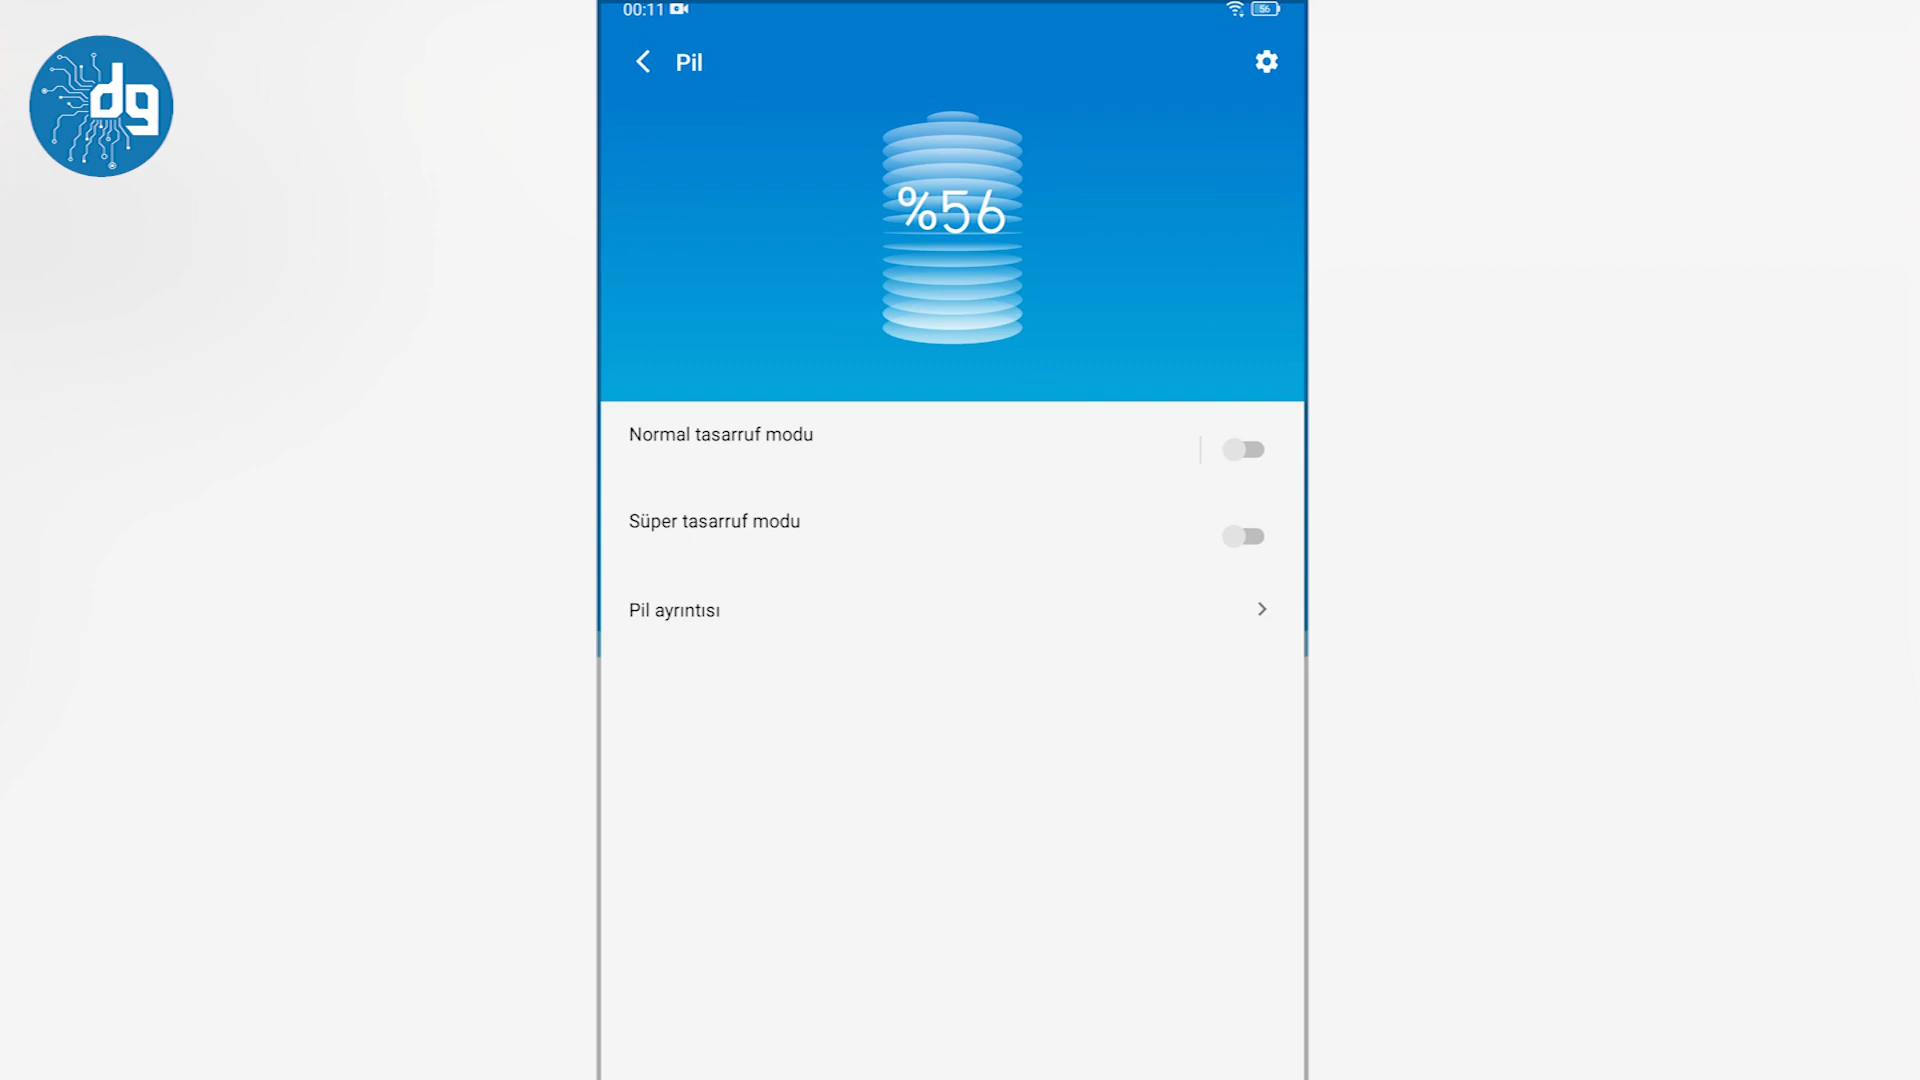 dg
00:11
56
Pil
%56
Normal tasarruf modu
Süper tasarruf modu
Pil ayrıntısı